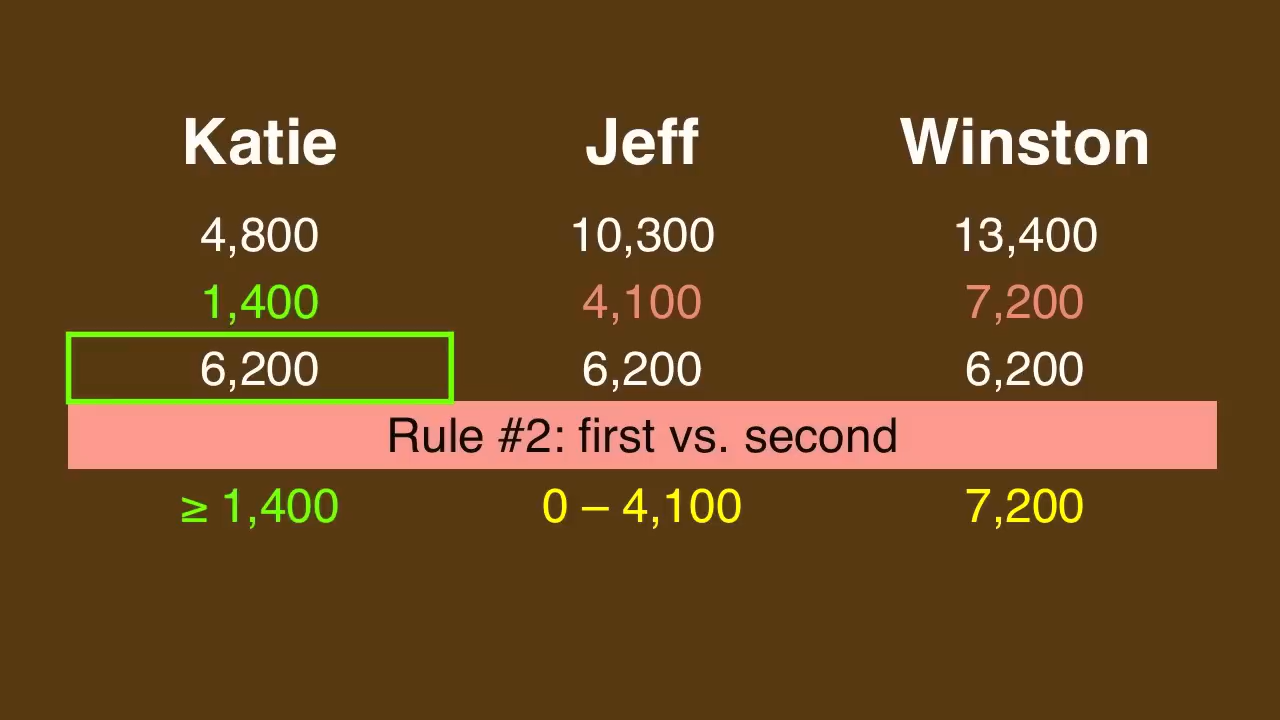 Katie Jeff Winston
4,800 10,300 13,400
1,400 4,100 7,200
6,200 6,200 6,200
Rule #2: first vs. second
≥ 1,400 0 – 4,100 7,200